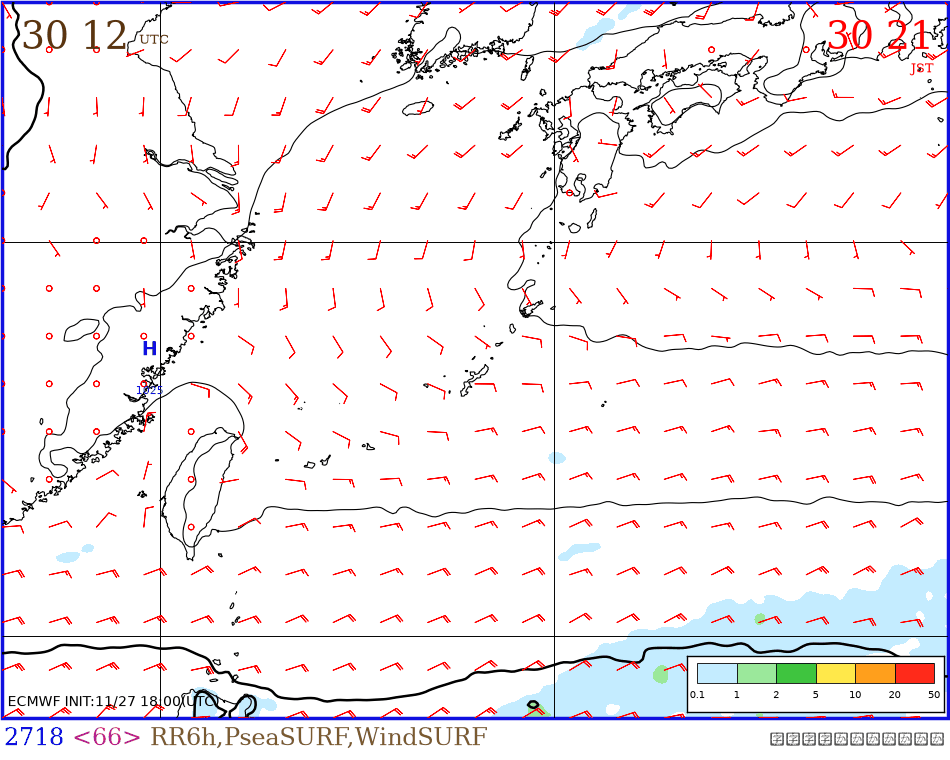 30 12 UTC
30 21
JST
H
1025
ECMWF INIT:11/27 18:00(UTC)
0.1 1 2 5 10 20 50
2718 <66> RR6h,PseaSURF,WindSURF